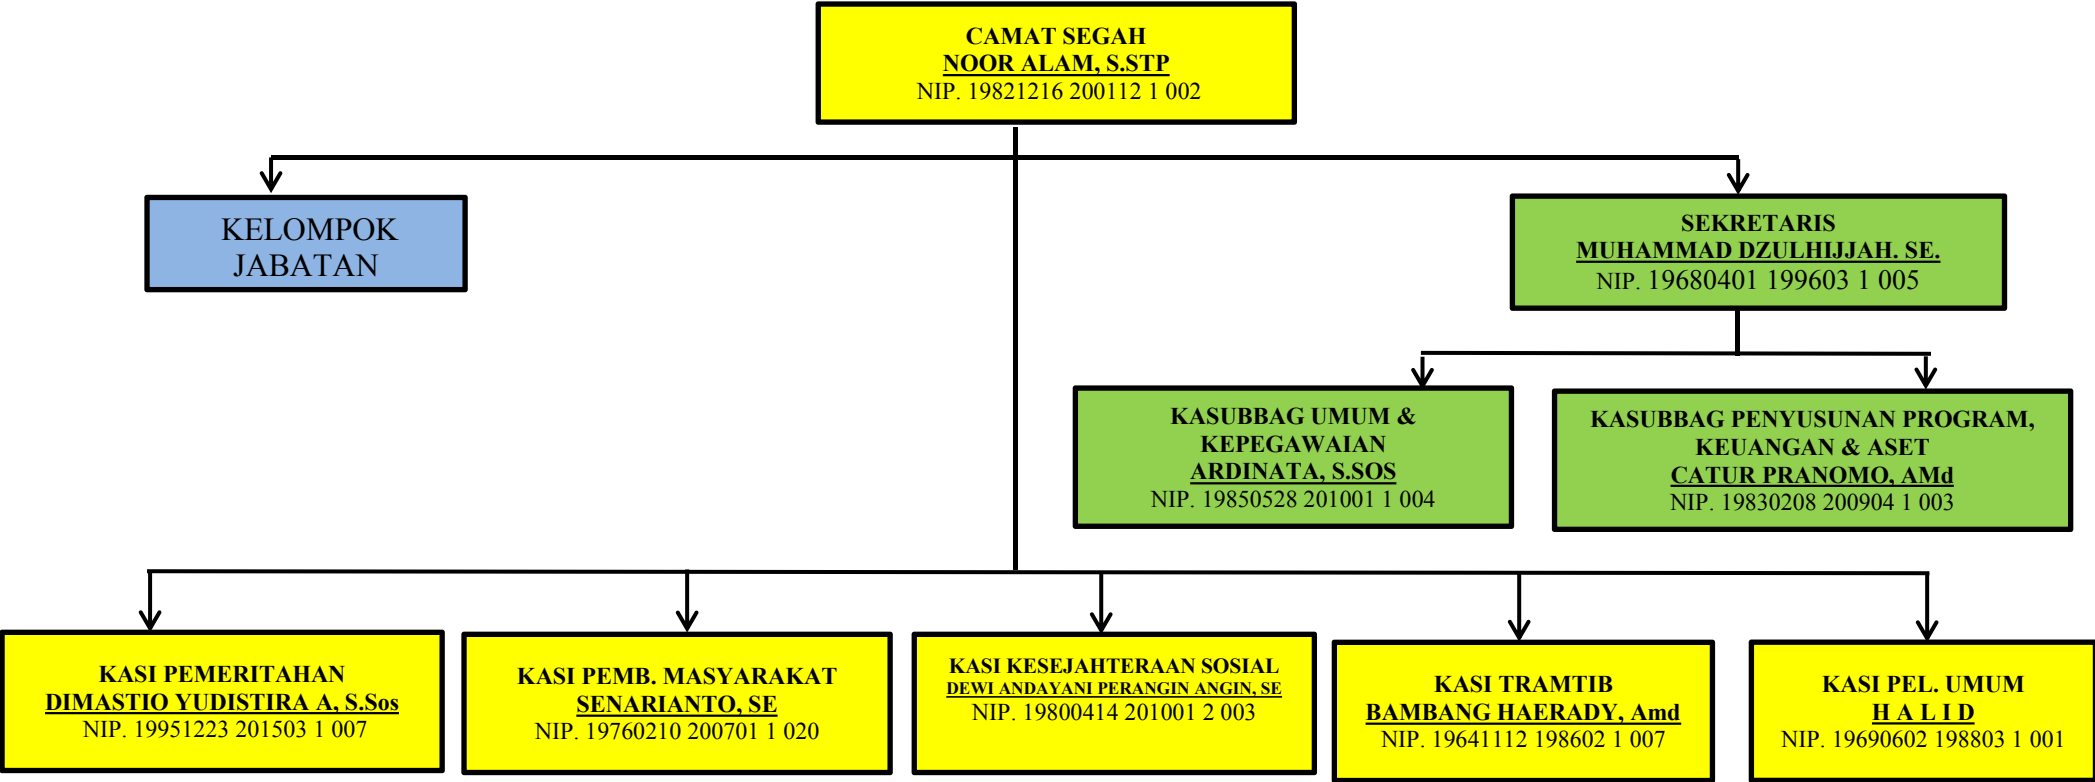 CAMAT SEGAH
NOOR ALAM, S.STP
NIP. 19821216 200112 1 002
KELOMPOK
JABATAN
SEKRETARIS
MUHAMMAD DZULHIJJAH. SE.
NIP. 19680401 199603 1 005
KASUBBAG UMUM &
KEPEGAWAIAN
ARDINATA, S.SOS
NIP. 19850528 201001 1 004
KASUBBAG PENYUSUNAN PROGRAM,
KEUANGAN & ASET
CATUR PRANOMO, AMd
NIP. 19830208 200904 1 003
KASI PEMERITAHAN
DIMASTIO YUDISTIRA A, S.Sos
NIP. 19951223 201503 1 007
KASI PEMB. MASYARAKAT
SENARIANTO, SE
NIP. 19760210 200701 1 020
KASI KESEJAHTERAAN SOSIAL
DEWI ANDAYANI PERANGIN ANGIN, SE
NIP. 19800414 201001 2 003
KASI TRAMTIB
BAMBANG HAERADY, Amd
NIP. 19641112 198602 1 007
KASI PEL. UMUM
H A L I D
NIP. 19690602 198803 1 001